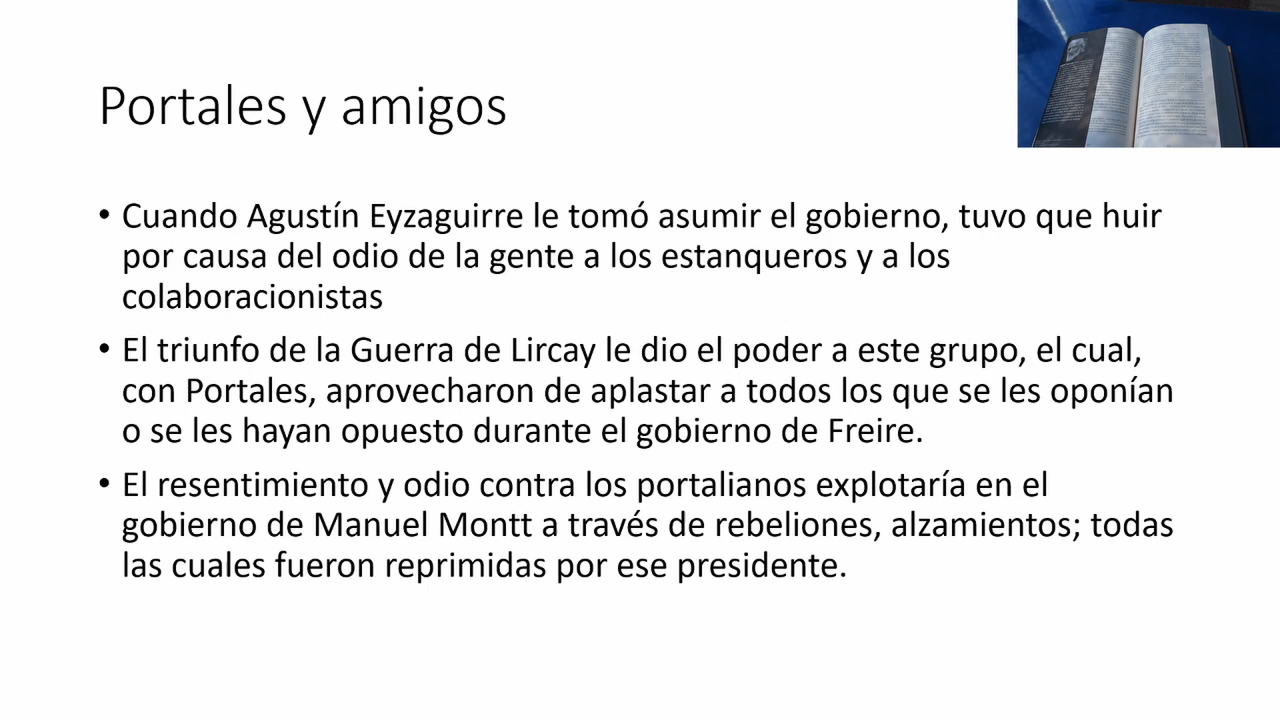 Portales y amigos
• Cuando Agustín Eyzaguirre le tomó asumir el gobierno, tuvo que huir
por causa del odio de la gente a los estanqueros y a los
colaboracionistas
• El triunfo de la Guerra de Lircay le dio el poder a este grupo, el cual,
con Portales, aprovecharon de aplastar a todos los que se les oponían
o se les hayan opuesto durante el gobierno de Freire.
• El resentimiento y odio contra los portalianos explotaría en el
gobierno de Manuel Montt a través de rebeliones, alzamientos; todas
las cuales fueron reprimidas por ese presidente.